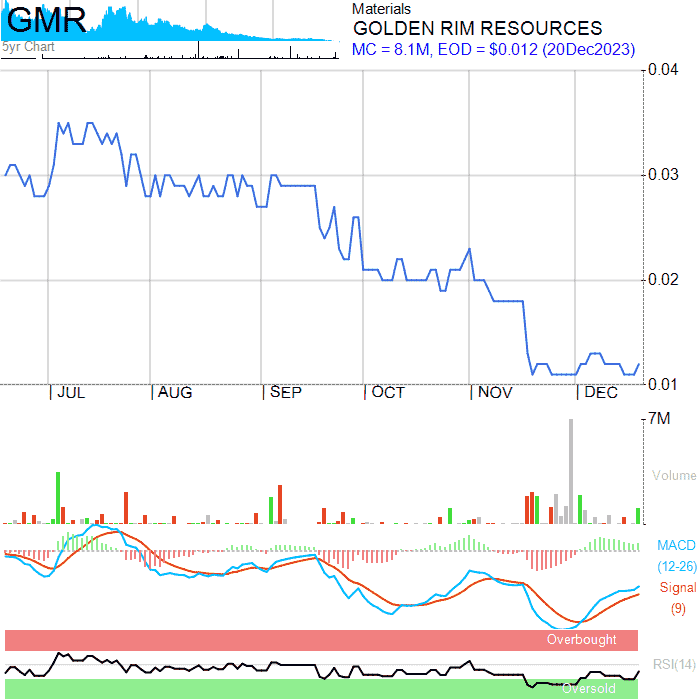 GMR
5yr Chart
Materials
GOLDEN RIM RESOURCES
MC = 8.1M, EOD = $0.012 (20Dec2023)
0.04
0.03
0.02
0.01
JUL AUG SEP OCT NOV DEC
7M
Volume
MACD
(12-26)
Signal
(9)
Overbought
RSI(14)
Oversold